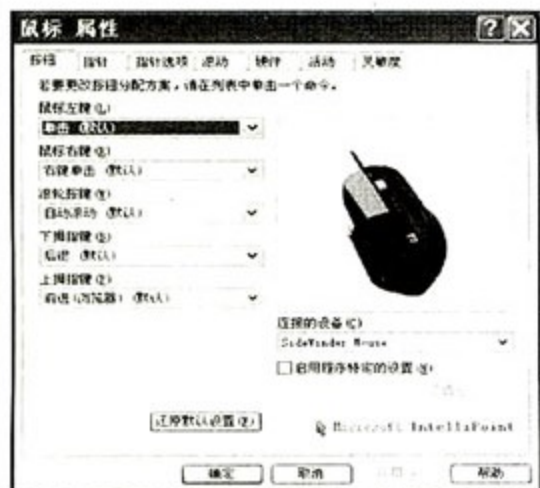 鼠标 属性
按钮 指针 指针选项 滚动 硬件 活动 灵敏度
若要更改按钮分配方案，请在列表中单击一个命令。
鼠标左键(L)
单击 (默认)
鼠标右键(R)
右键单击 (默认)
滚轮按键(W)
自动滚动 (默认)
下拇指键
后退 (默认)
上拇指键
前进(浏览器) (默认)
连接的设备(C)
SideWinder Mouse
启用程序特定的设置
还原默认设置
Microsoft IntelliPoint
确定 取消 帮助